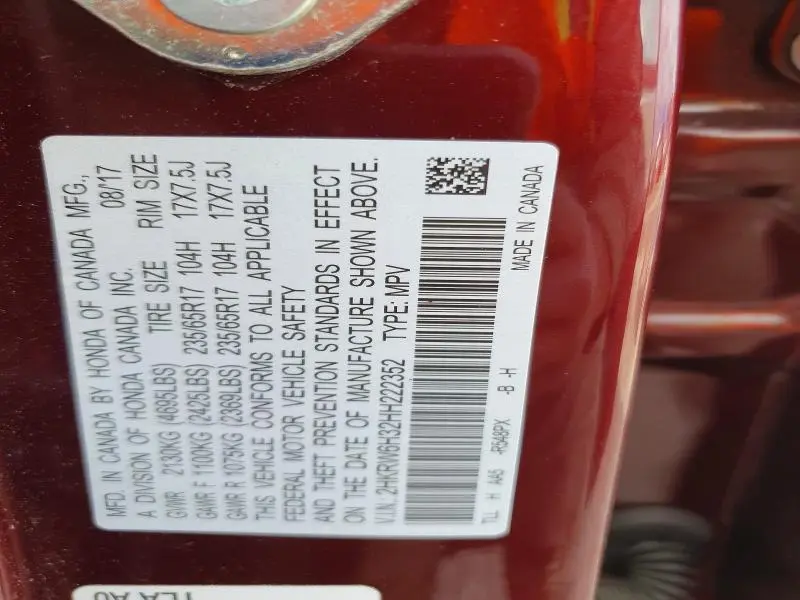 MFD. IN CANADA BY HONDA OF CANADA MFG.,
A DIVISION OF HONDA CANADA INC. 08/17
GVWR 2130KG (4695LBS) TIRE SIZE RIM SIZE
GAWR F 1100KG (2425LBS) 235/65R17 104H 17X7.5J
GAWR R 1075KG (2369LBS) 235/65R17 104H 17X7.5J
THIS VEHICLE CONFORMS TO ALL APPLICABLE
FEDERAL MOTOR VEHICLE SAFETY
AND THEFT PREVENTION STANDARDS IN EFFECT
ON THE DATE OF MANUFACTURE SHOWN ABOVE.
V.I.N. 2HKRW6H32HH222352 TYPE: MPV
TLL H AA5 -R548PX -B -H MADE IN CANADA